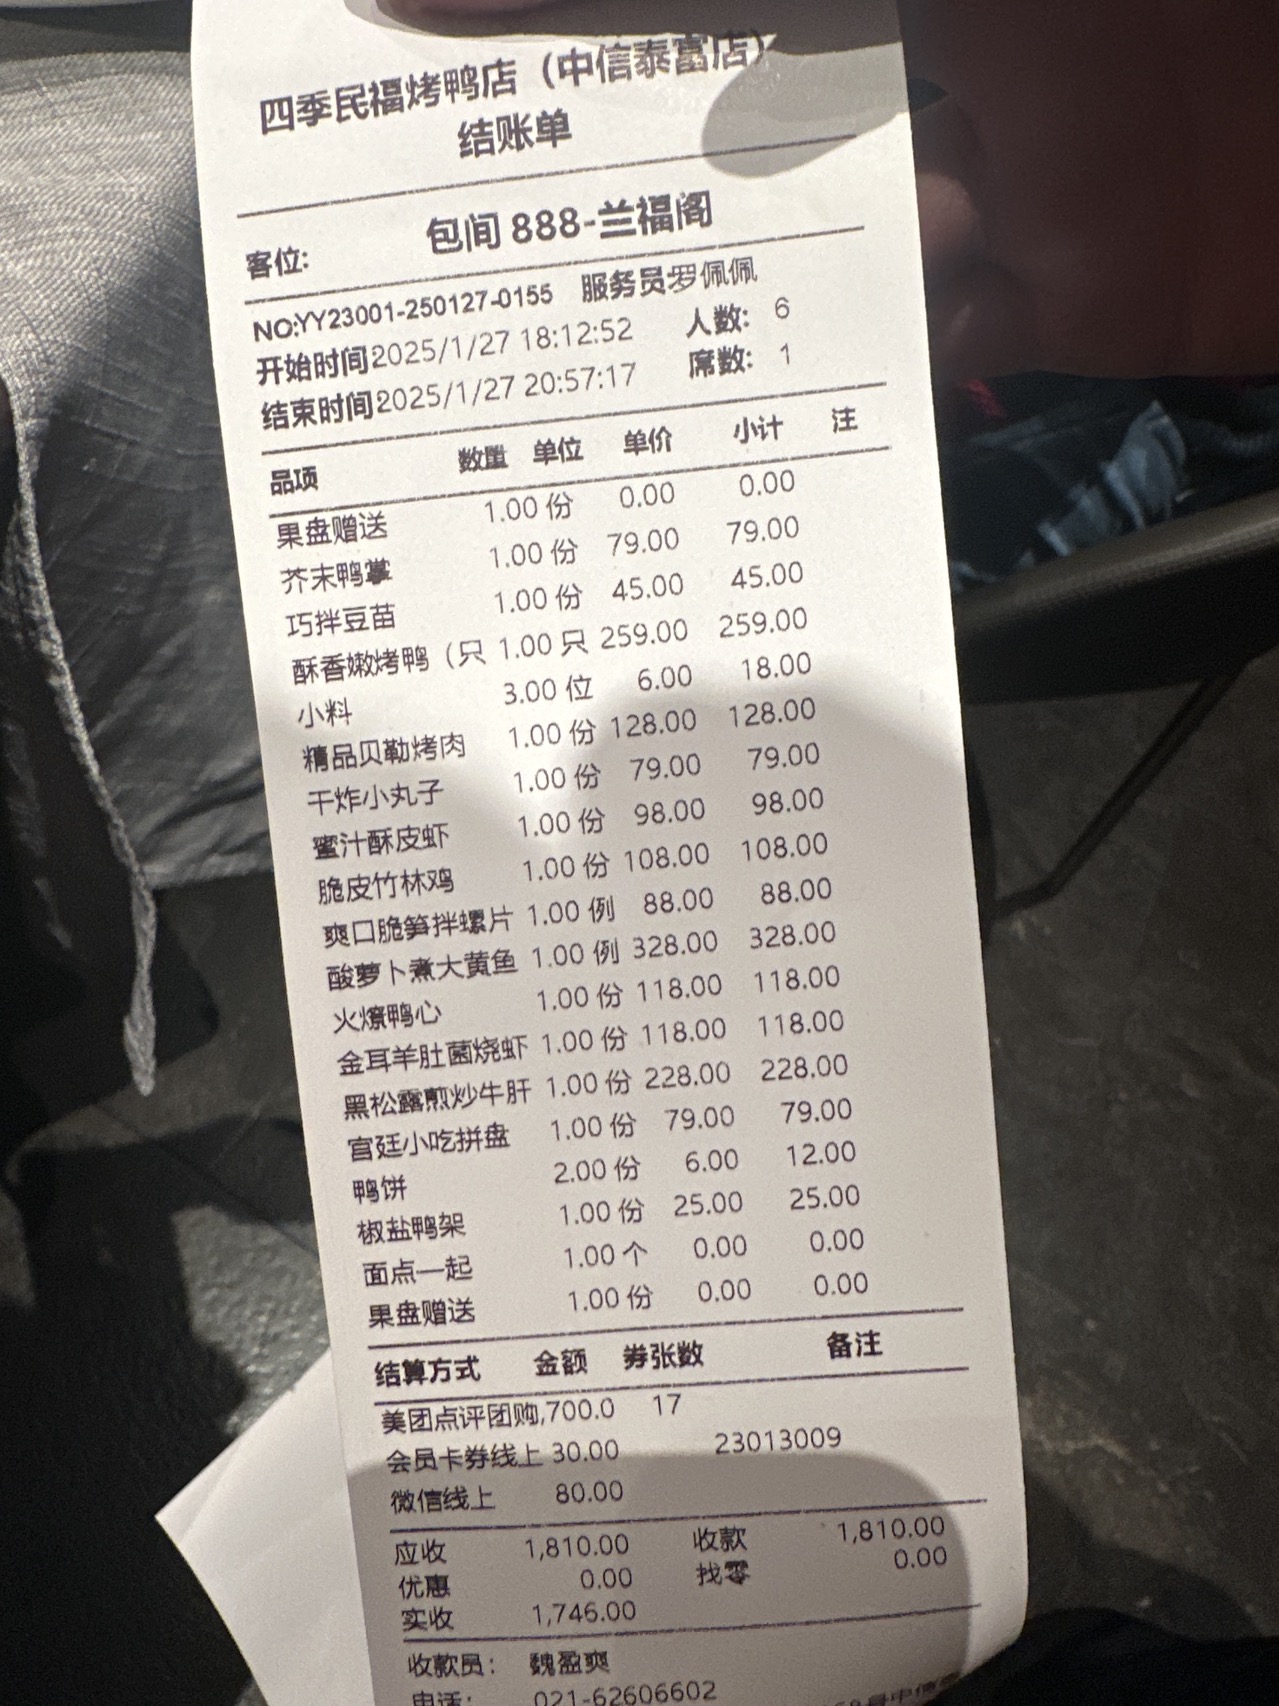 四季民福烤鸭店（中信泰富店）
结账单
客位: 包间 888-兰福阁
NO:YY23001-250127-0155 服务员:罗佩佩
开始时间2025/1/27 18:12:52 人数: 6
结束时间2025/1/27 20:57:17 席数: 1
品项 数量 单位 单价 小计 注
果盘赠送 1.00 份 0.00 0.00
芥末鸭掌 1.00 份 79.00 79.00
巧拌豆苗 1.00 份 45.00 45.00
酥香嫩烤鸭（只 1.00 只 259.00 259.00
小料 3.00 位 6.00 18.00
精品贝勒烤肉 1.00 份 128.00 128.00
干炸小丸子 1.00 份 79.00 79.00
蜜汁酥皮虾 1.00 份 98.00 98.00
脆皮竹林鸡 1.00 份 108.00 108.00
爽口脆笋拌螺片 1.00 例 88.00 88.00
酸萝卜煮大黄鱼 1.00 例 328.00 328.00
火燎鸭心 1.00 份 118.00 118.00
金耳羊肚菌烧虾 1.00 份 118.00 118.00
黑松露煎炒牛肝 1.00 份 228.00 228.00
宫廷小吃拼盘 1.00 份 79.00 79.00
鸭饼 2.00 份 6.00 12.00
椒盐鸭架 1.00 份 25.00 25.00
面点一起 1.00 个 0.00 0.00
果盘赠送 1.00 份 0.00 0.00
结算方式 金额 券张数 备注
美团点评团购,700.0 17
会员卡券线上 30.00 23013009
微信线上 80.00
应收 1,810.00 收款 1,810.00
优惠 0.00 找零 0.00
实收 1,746.00
收款员: 魏盈爽
电话: 021-62606602
号中信